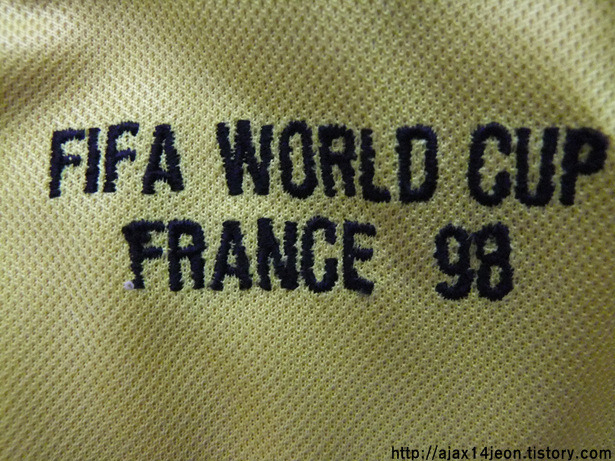 FIFA WORLD CUP
FRANCE 98
http://ajax14jeon.tistory.com